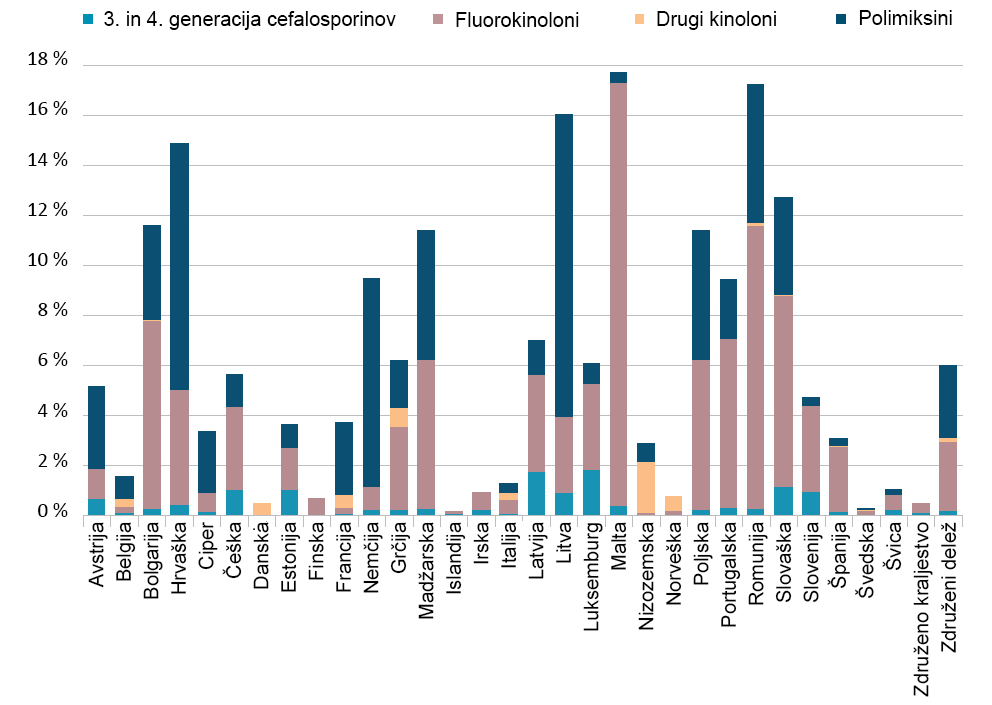 3. in 4. generacija cefalosporinov
Fluorokinoloni
Drugi kinoloni
Polimiksini
18 %
16 %
14 %
12 %
10 %
8 %
6 %
4 %
2 %
0 %
Avstrija
Belgija
Bolgarija
Hrvaška
Ciper
Češka
Danska
Estonija
Finska
Francija
Nemčija
Grčija
Madžarska
Islandija
Irska
Italija
Latvija
Litva
Luksemburg
Malta
Nizozemska
Norveška
Poljska
Portugalska
Romunija
Slovaška
Slovenija
Španija
Švedska
Švica
Združeno kraljestvo
Združeni delež